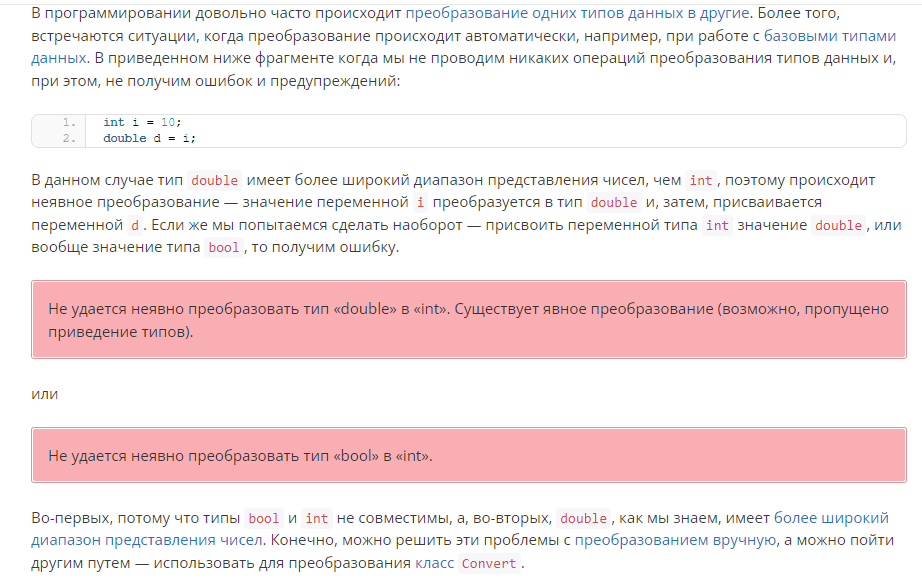 В программировании довольно часто происходит преобразование одних типов данных в другие. Более того,
встречаются ситуации, когда преобразование происходит автоматически, например, при работе с базовыми типами
данных. В приведенном ниже фрагменте когда мы не проводим никаких операций преобразования типов данных и,
при этом, не получим ошибок и предупреждений:
1. int i = 10;
2. double d = i;
В данном случае тип double имеет более широкий диапазон представления чисел, чем int, поэтому происходит
неявное преобразование — значение переменной i преобразуется в тип double и, затем, присваивается
переменной d. Если же мы попытаемся сделать наоборот — присвоить переменной типа int значение double, или
вообще значение типа bool, то получим ошибку.
Не удается неявно преобразовать тип «double» в «int». Существует явное преобразование (возможно, пропущено
приведение типов).
или
Не удается неявно преобразовать тип «bool» в «int».
Во-первых, потому что типы bool и int не совместимы, а, во-вторых, double, как мы знаем, имеет более широкий
диапазон представления чисел. Конечно, можно решить эти проблемы с преобразованием вручную, а можно пойти
другим путем — использовать для преобразования класс Convert.